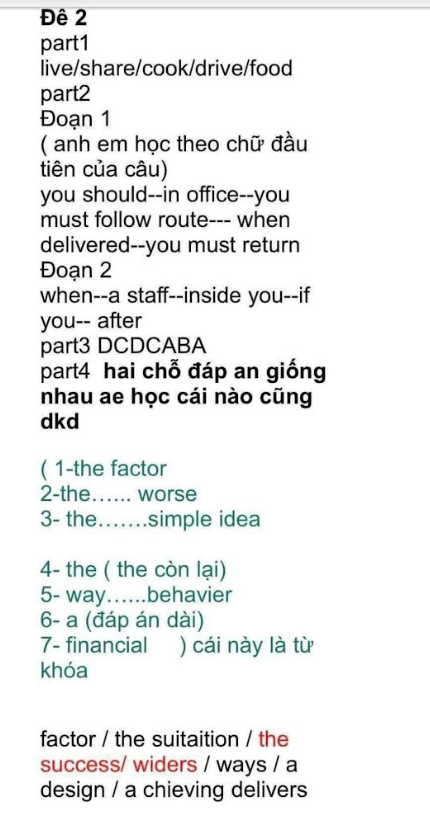 Đê 2
part1
live/share/cook/drive/food
part2
Đoạn 1
( anh em học theo chữ đầu
tiên của câu)
you should--in office--you
must follow route--- when
delivered--you must return
Đoạn 2
when--a staff--inside you--if
you-- after
part3 DCDCABA
part4 hai chỗ đáp an giống
nhau ae học cái nào cũng
dkd
( 1-the factor
2-the…… worse
3- the…….simple idea
4- the ( the còn lại)
5- way……behavier
6- a (đáp án dài)
7- financial ) cái này là từ
khóa
factor / the suitaition / the
success/ widers / ways / a
design / a chieving delivers